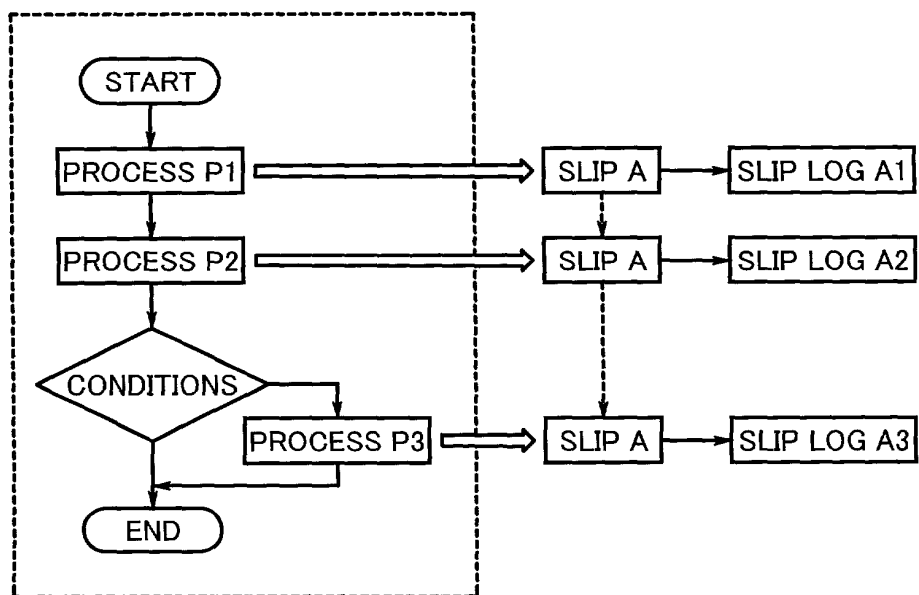 START
PROCESS P1
SLIP A
SLIP LOG A1
PROCESS P2
SLIP A
SLIP LOG A2
CONDITIONS
PROCESS P3
SLIP A
SLIP LOG A3
END